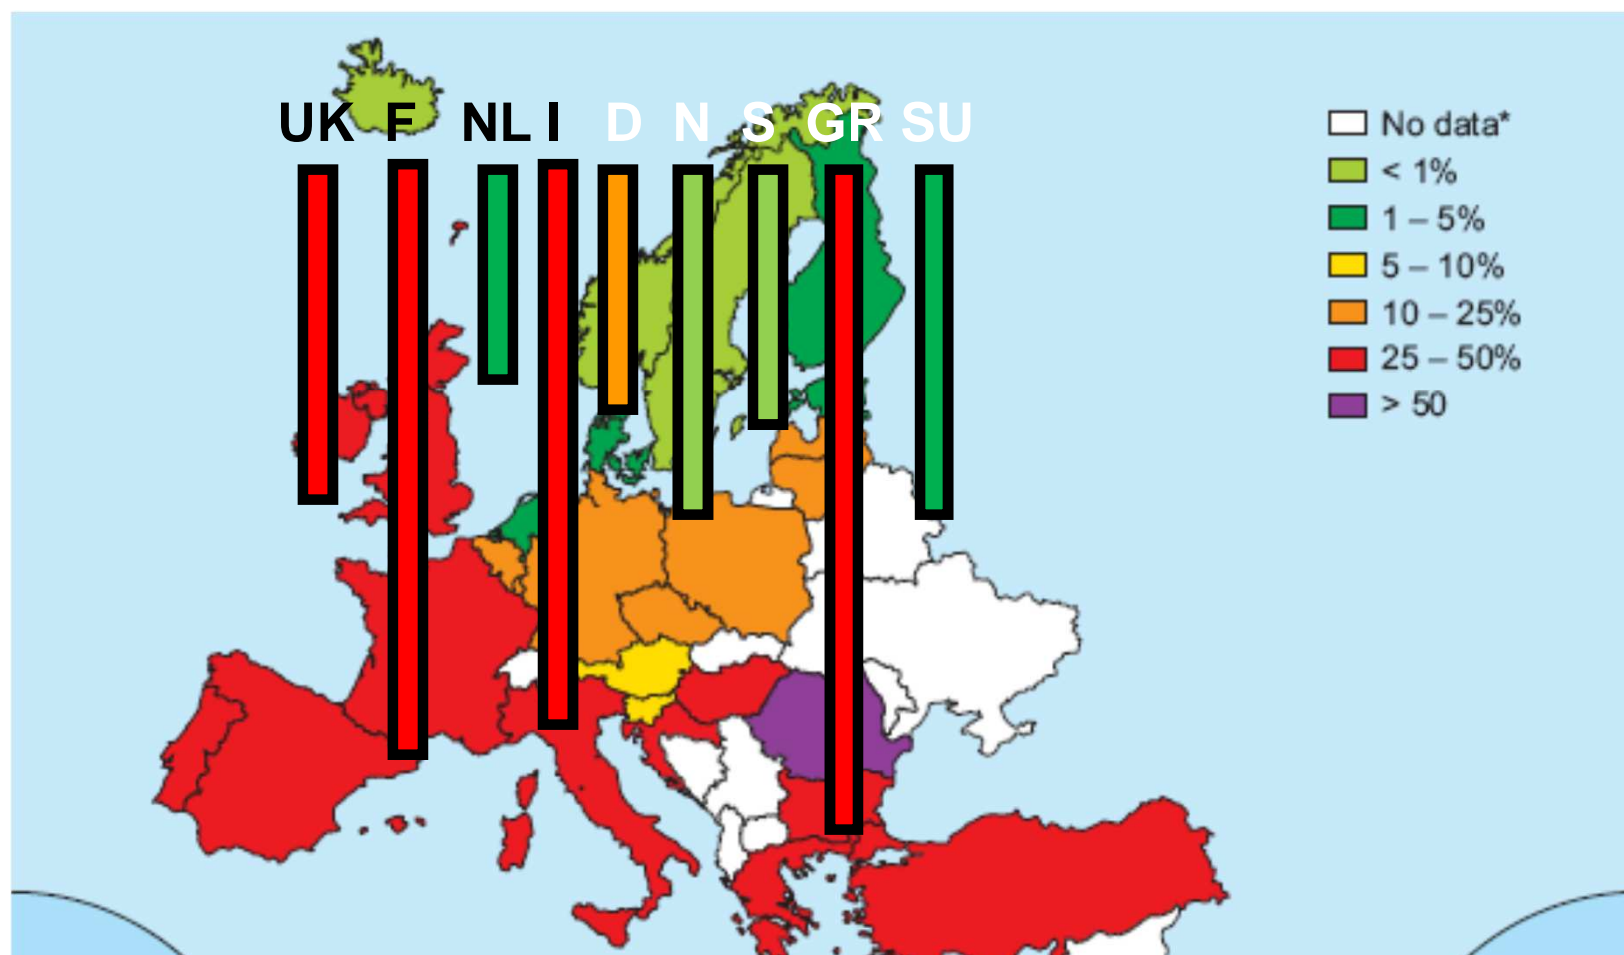 UK F NL I D N S GR SU
No data*
< 1%
1 – 5%
5 – 10%
10 – 25%
25 – 50%
> 50